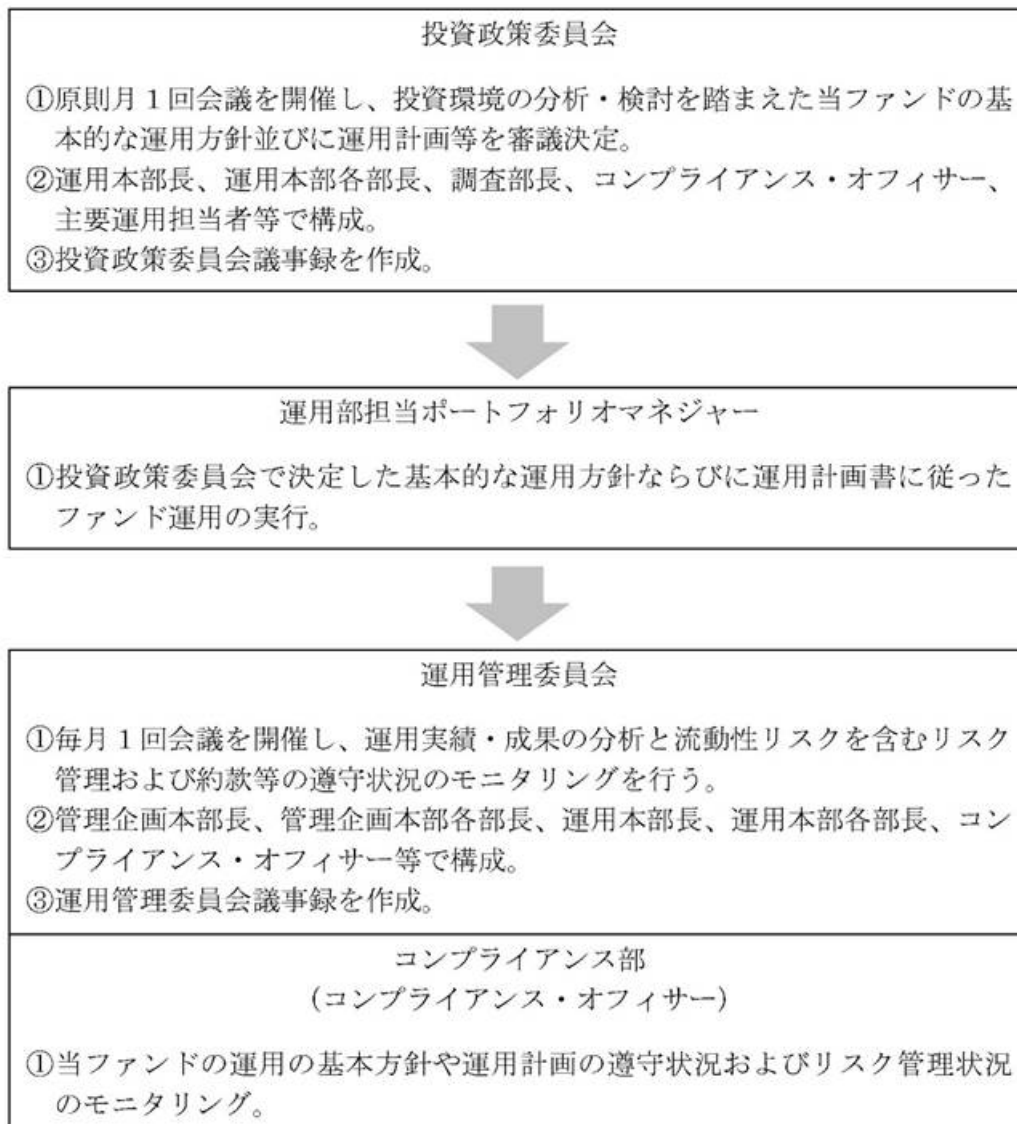 投資政策委員会
①原則月1回会議を開催し、投資環境の分析・検討を踏まえた当ファンドの基
本的な運用方針並びに運用計画等を審議決定。
②運用本部長、運用本部各部長、調査部長、コンプライアンス・オフィサー、
主要運用担当者等で構成。
③投資政策委員会議事録を作成。
運用部担当ポートフォリオマネジャー
①投資政策委員会で決定した基本的な運用方針ならびに運用計画書に従った
ファンド運用の実行。
運用管理委員会
①毎月1回会議を開催し、運用実績・成果の分析と流動性リスクを含むリスク
管理および約款等の遵守状況のモニタリングを行う。
②管理企画本部長、管理企画本部各部長、運用本部長、運用本部各部長、コン
プライアンス・オフィサー等で構成。
③運用管理委員会議事録を作成。
コンプライアンス部
(コンプライアンス・オフィサー)
①当ファンドの運用の基本方針や運用計画の遵守状況およびリスク管理状況
のモニタリング。